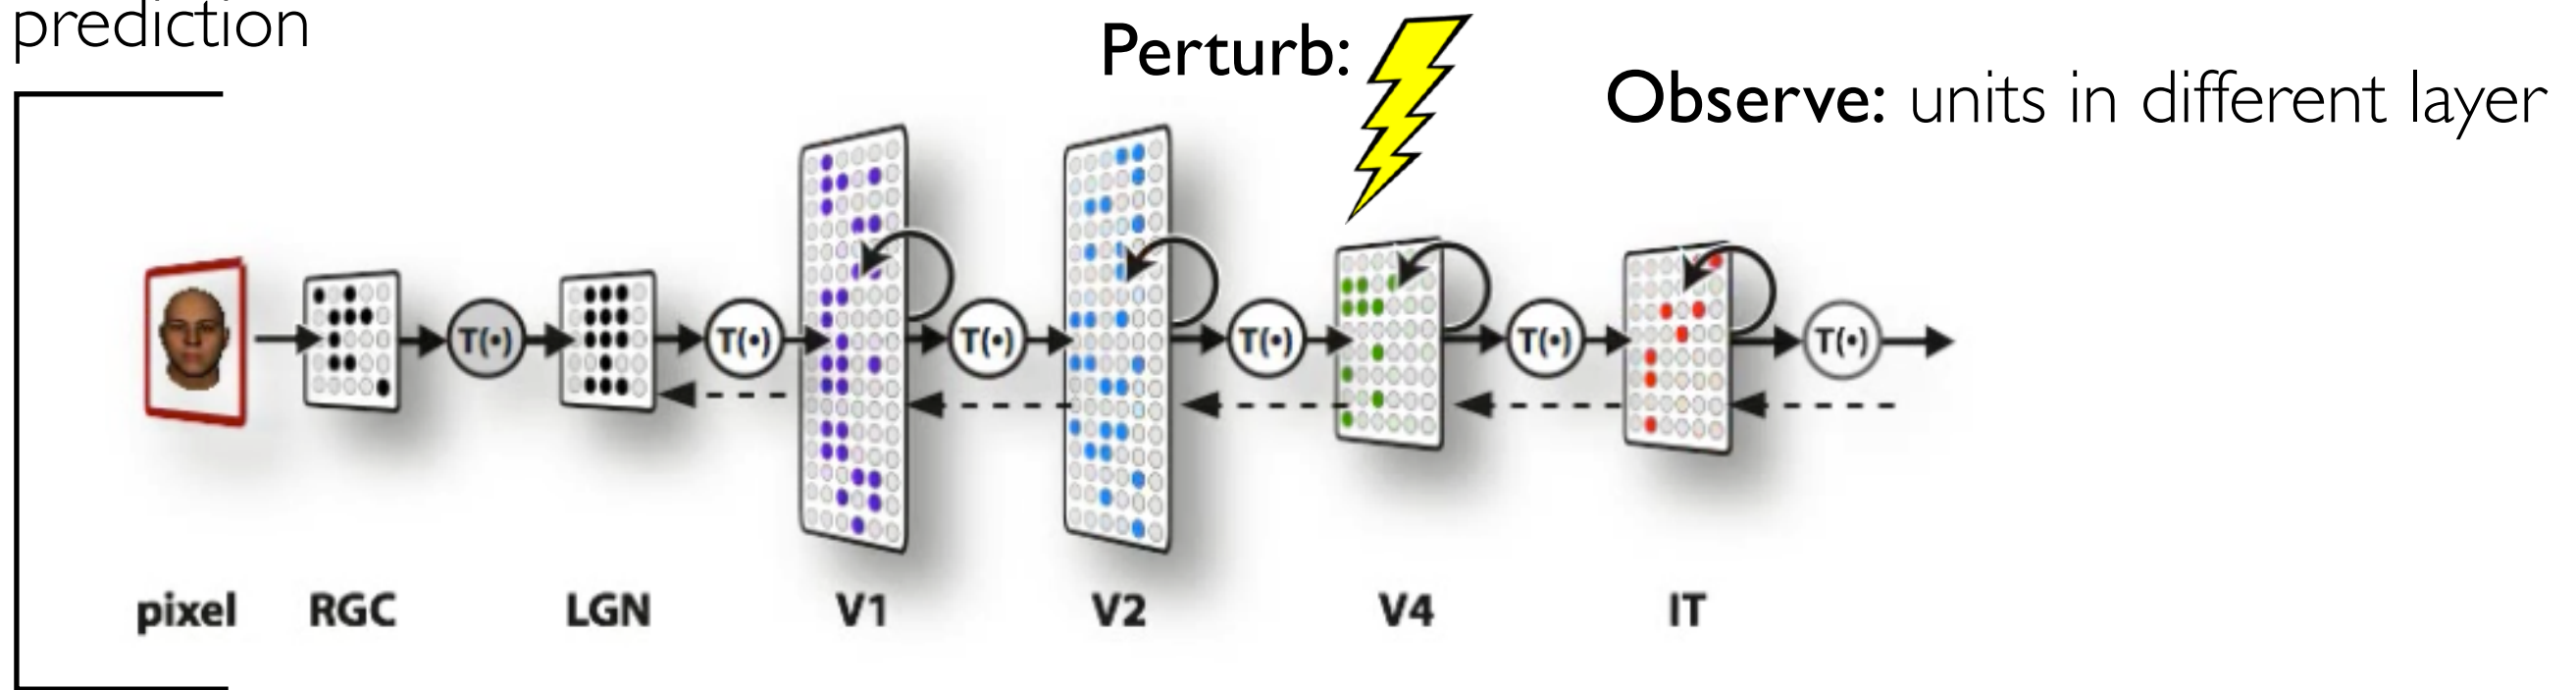 prediction
Perturb:
Observe: units in different layer
T(•) T(•) T(•) T(•) T(•) T(•)
pixel RGC LGN V1 V2 V4 IT